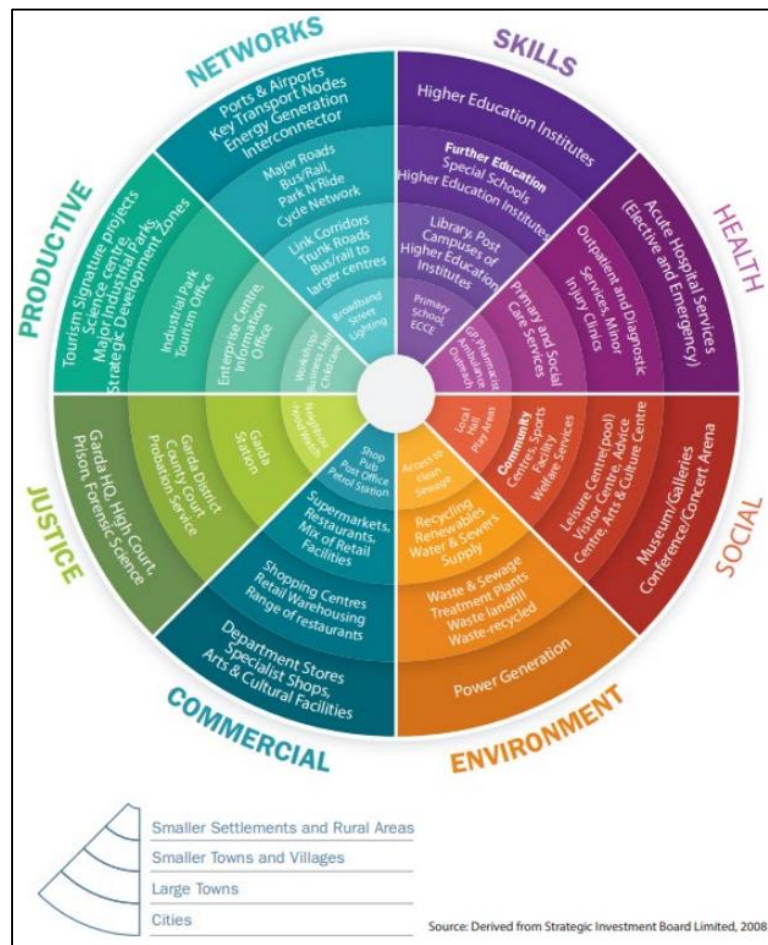 NETWORKS
Ports & Airports
Key Transport Nodes
Energy Generation
Interconnector
Major Roads
Bus/Rail,
Park N'Ride
Cycle Network
Link Corridors
Trunk Roads
Bus/rail to
larger centres
Broadband
Street
Lighting
SKILLS
Higher Education Institutes
Further Education
Special Schools
Higher Education Institutes
Library, Post
Campuses of
Higher Education
Institutes
Primary
School,
ECCE
HEALTH
Acute Hospital Services
(Elective and Emergency)
Outpatient and Diagnostic
Services, Minor
Injury Clinics
Primary and Social
Care Services
GP, Pharmacist
Ambulance
Outreach
SOCIAL
Museum/Galleries
Conference/Concert Arena
Leisure Centre(pool)
Visitor Centre, Advice
Centre, Arts & Culture Centre
Community
Centres, Sports
Facility
Welfare Services
Local
Hall
Play Areas
ENVIRONMENT
Access to
clean
Sewage
Recycling
Renewables
Water & Sewers
Supply
Waste & Sewage
Treatment Plants
Waste landfill
Waste-recycled
Power Generation
COMMERCIAL
Shop
Pub
Post Office
Petrol Station
Supermarkets,
Restaurants,
Mix of Retail
Facilities
Shopping Centres
Retail Warehousing
Range of restaurants
Department Stores
Specialist Shops,
Arts & Cultural Facilities
JUSTICE
Garda HQ, High Court,
Prison, Forensic Science
Garda District
County Court
Probation Service
Garda
Station
Neighbou
rhood Watch
PRODUCTIVE
Tourism Signature projects
Science centre,
Major Industrial Parks,
Strategic Development Zones
Industrial Park
Tourism Office
Enterprise Centre,
Information
Office
Workshop/
Business Unit
Childcare
Smaller Settlements and Rural Areas
Smaller Towns and Villages
Large Towns
Cities
Source: Derived from Strategic Investment Board Limited, 2008